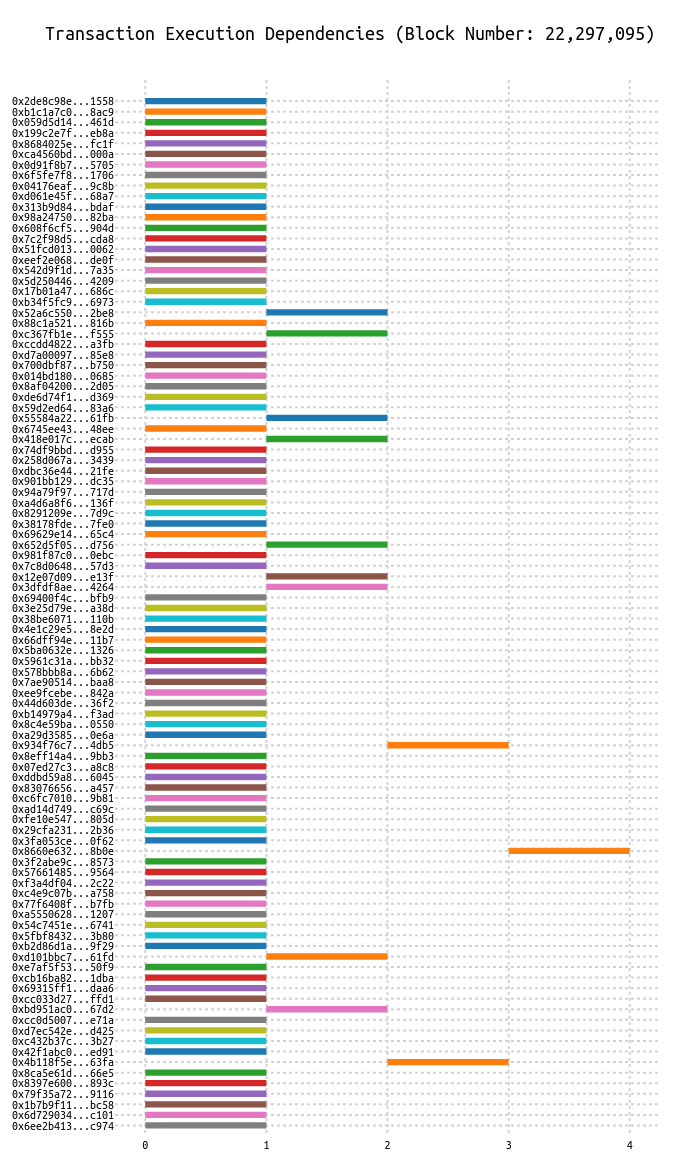 Transaction Execution Dependencies (Block Number: 22,297,095)
0x2de8c98e...1558
0xb1c1a7c0...8ac9
0x059d5d14...461d
0x199c2e7f...eb8a
0x8684025e...fc1f
0xca4560bd...000a
0x0d91f8b7...5705
0x6f5fe7f8...1706
0x04176eaf...9c8b
0xd061e45f...68a7
0x313b9d84...bdaf
0x98a24750...82ba
0x608f6cf5...904d
0x7c2f98d5...cda8
0x51fcd013...0062
0xeef2e068...de0f
0x542d9f1d...7a35
0x5d250446...4209
0x17b01a47...686c
0xb34f5fc9...6973
0x52a6c550...2be8
0x88c1a521...816b
0xc367fb1e...f555
0xccdd4822...a3fb
0xd7a00097...85e8
0x700dbf87...b750
0x014bd180...0685
0x8af04200...2d05
0xde6d74f1...d369
0x59d2ed64...83a6
0x55584a22...61fb
0x6745ee43...48ee
0x418e017c...ecab
0x74df9bbd...d955
0x258d067a...3439
0xdbc36e44...21fe
0x901bb129...dc35
0x94a79f97...717d
0xa4d6a8f6...136f
0x8291209e...7d9c
0x38178fde...7fe0
0x69629e14...65c4
0x652d5f05...d756
0x981f87c0...0ebc
0x7c8d0648...57d3
0x12e07d09...e13f
0x3dfdf8ae...4264
0x69400f4c...bfb9
0x3e25d79e...a38d
0x38be6071...110b
0x4e1c29e5...8e2d
0x66dff94e...11b7
0x5ba0632e...1326
0x5961c31a...bb32
0x578bbb8a...6b62
0x7ae90514...baa8
0xee9fcebe...842a
0x44d603de...36f2
0xb14979a4...f3ad
0x8c4e59ba...0550
0xa29d3585...0e6a
0x934f76c7...4db5
0x8eff14a4...9bb3
0x07ed27c3...a8c8
0xddbd59a8...6045
0x83076656...a457
0xc6fc7010...9b81
0xad14d749...c69c
0xfe10e547...805d
0x29cfa231...2b36
0x3fa053ce...0f62
0x8660e632...8b0e
0x3f2abe9c...8573
0x57661485...9564
0xf3a4df04...2c22
0xc4e9c07b...a758
0x77f6408f...b7fb
0xa5550628...1207
0x54c7451e...6741
0x5fbf8432...3b80
0xb2d86d1a...9f29
0xd101bbc7...61fd
0xe7af5f53...50f9
0xcb16ba82...1dba
0x69315ff1...daa6
0xcc033d27...ffd1
0xbd951ac0...67d2
0xcc0d5007...e71a
0xd7ec542e...d425
0xc432b37c...3b27
0x42f1abc0...ed91
0x4b118f5e...63fa
0x8ca5e61d...66e5
0x8397e600...893c
0x79f35a72...9116
0x1b7b9f11...bc58
0x6d729034...c101
0x6ee2b413...c974
0 1 2 3 4